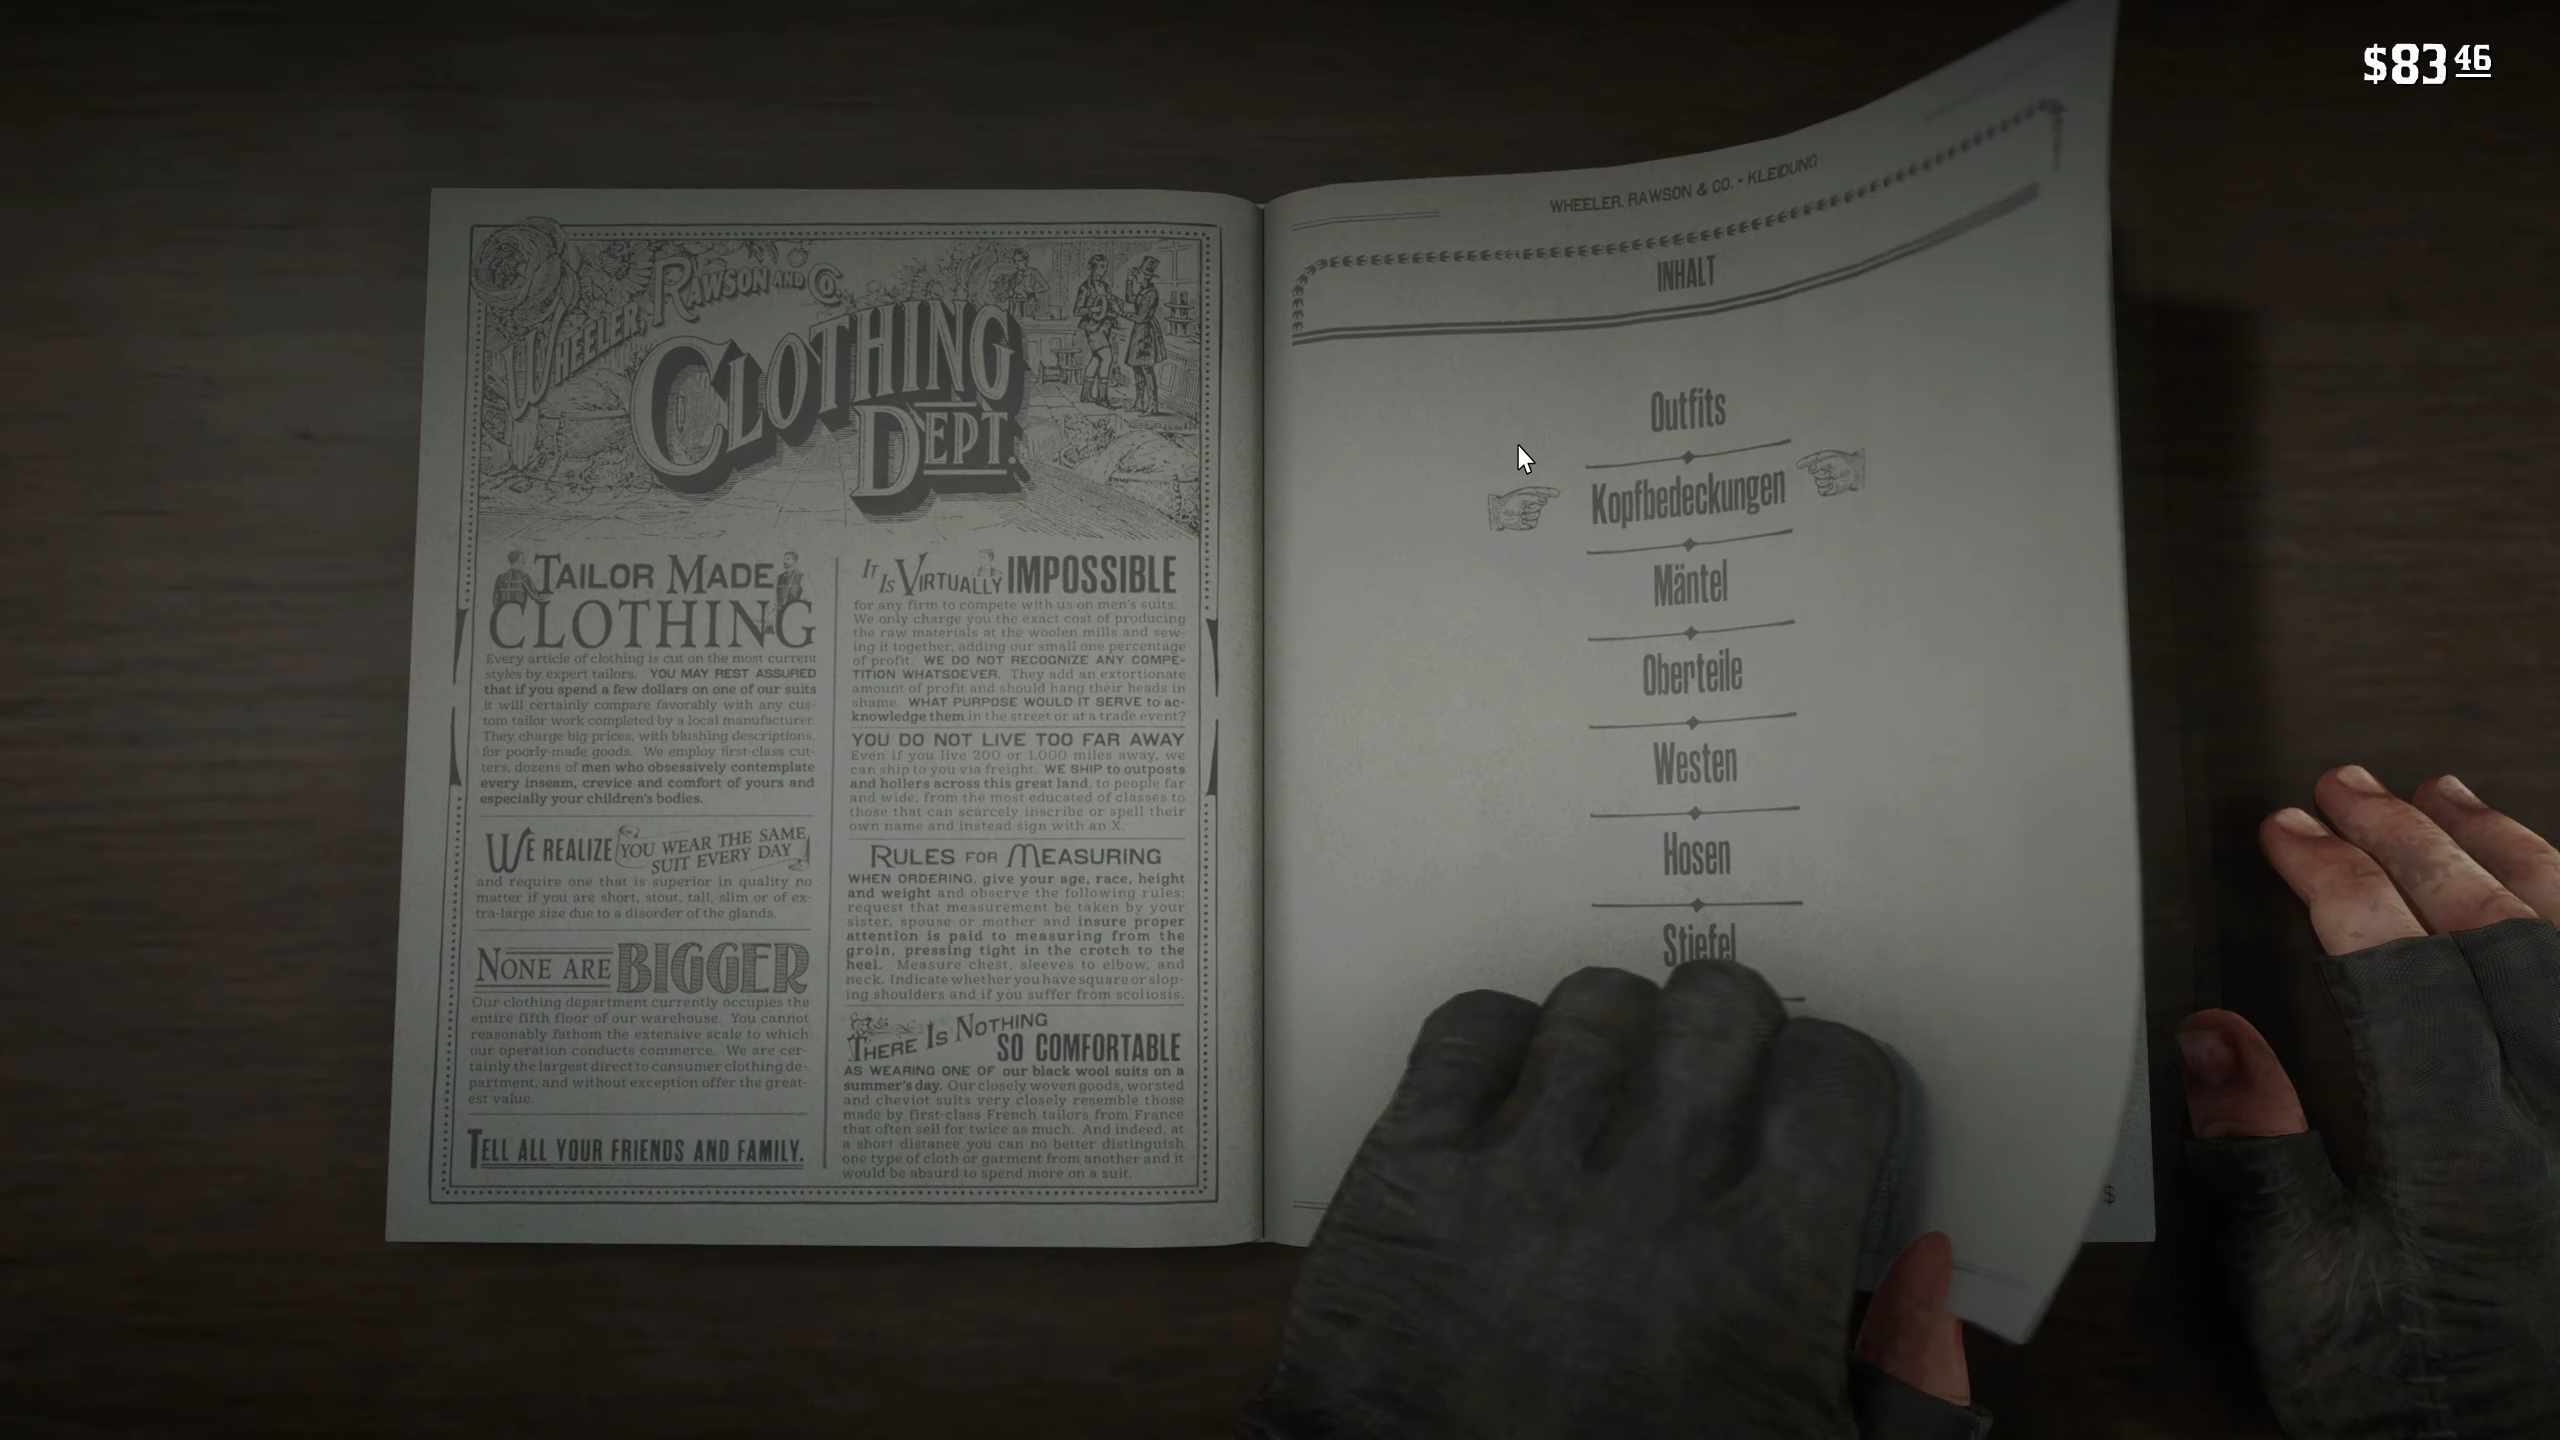 $83 46
WHEELER, RAWSON AND CO.
CLOTHING
DEPT.
TAILOR MADE
CLOTHING
Every article of clothing is cut on the most current
styles by expert tailors. YOU MAY REST ASSURED
that if you spend a few dollars on one of our suits
it will certainly compare favorably with any cus-
tom tailor work completed by a local manufacturer.
They charge big prices, with blushing descriptions,
for poorly-made goods. We employ first-class cut-
ters, dozens of men who obsessively contemplate
every inseam, crevice and comfort of yours and
especially your children's bodies.
WE REALIZE YOU WEAR THE SAME
SUIT EVERY DAY
and require one that is superior in quality no
matter if you are short, stout, tall, slim or of ex-
tra-large size due to a disorder of the glands.
NONE ARE BIGGER
Our clothing department currently occupies the
entire fifth floor of our warehouse. You cannot
reasonably fathom the extensive scale to which
our operation conducts commerce. We are cer-
tainly the largest direct to consumer clothing de-
partment, and without exception offer the great-
est value.
TELL ALL YOUR FRIENDS AND FAMILY.
IT IS VIRTUALLY IMPOSSIBLE
for any firm to compete with us on men's suits.
We only charge you the exact cost of producing
the raw materials at the woolen mills and sew-
ing it together, adding our small one percentage
of profit. WE DO NOT RECOGNIZE ANY COMPE-
TITION WHATSOEVER. They add an extortionate
amount of profit and should hang their heads in
shame. WHAT PURPOSE WOULD IT SERVE to ac-
knowledge them in the street or at a trade event?
YOU DO NOT LIVE TOO FAR AWAY
Even if you live 200 or 1,000 miles away, we
can ship to you via freight. WE SHIP to outposts
and hollers across this great land, to people far
and wide, from the most educated of classes to
those that can scarcely inscribe or spell their
own name and instead sign with an X.
RULES FOR MEASURING
WHEN ORDERING, give your age, race, height
and weight and observe the following rules:
request that measurement be taken by your
sister, spouse or mother and insure proper
attention is paid to measuring from the
groin, pressing tight in the crotch to the
heel. Measure chest, sleeves to elbow, and
neck. Indicate whether you have square or slop-
ing shoulders and if you suffer from scoliosis.
THERE IS NOTHING
SO COMFORTABLE
AS WEARING ONE OF our black wool suits on a
summer's day. Our closely woven goods, worsted
and cheviot suits very closely resemble those
made by first-class French tailors from France
that often sell for twice as much. And indeed, at
a short distance you can no better distinguish
one type of cloth or garment from another and it
would be absurd to spend more on a suit.
WHEELER, RAWSON & CO. - KLEIDUNG
INHALT
Outfits
Kopfbedeckungen
Mäntel
Oberteile
Westen
Hosen
Stiefel
$